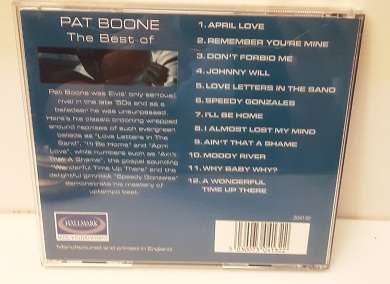 PAT BOONE
The Best of
Pat Boone was Elvis' only serious
rival in the late '50s and as a
balladeer he was unsurpassed.
Here's his classic crooning wrapped
around reprises of such evergreen
ballads as "Love Letters In The
Sand", "I'll Be Home" and "April
Love", while numbers such as "Ain't
That A Shame", the gospel sounding
"Wonderful Time Up There" and the
delightful gimmick "Speedy Gonzales"
demonstrate his mastery of
uptempo beat.
HALLMARK
Manufactured and printed in England
1. APRIL LOVE
2. REMEMBER YOU'RE MINE
3. DON'T FORBID ME
4. JOHNNY WILL
5. LOVE LETTERS IN THE SAND
6. SPEEDY GONZALES
7. I'LL BE HOME
8. I ALMOST LOST MY MIND
9. AIN'T THAT A SHAME
10. MOODY RIVER
11. WHY BABY WHY?
12. A WONDERFUL
TIME UP THERE